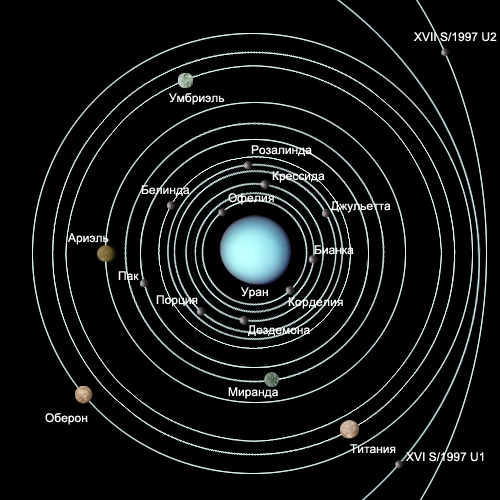 XVII S/1997 U2
Умбриэль
Розалинда
Крессида
Белинда
Офелия
Джульетта
Ариэль
Бианка
Пак
Уран
Порция
Корделия
Дездемона
Миранда
Оберон
Титания
XVI S/1997 U1